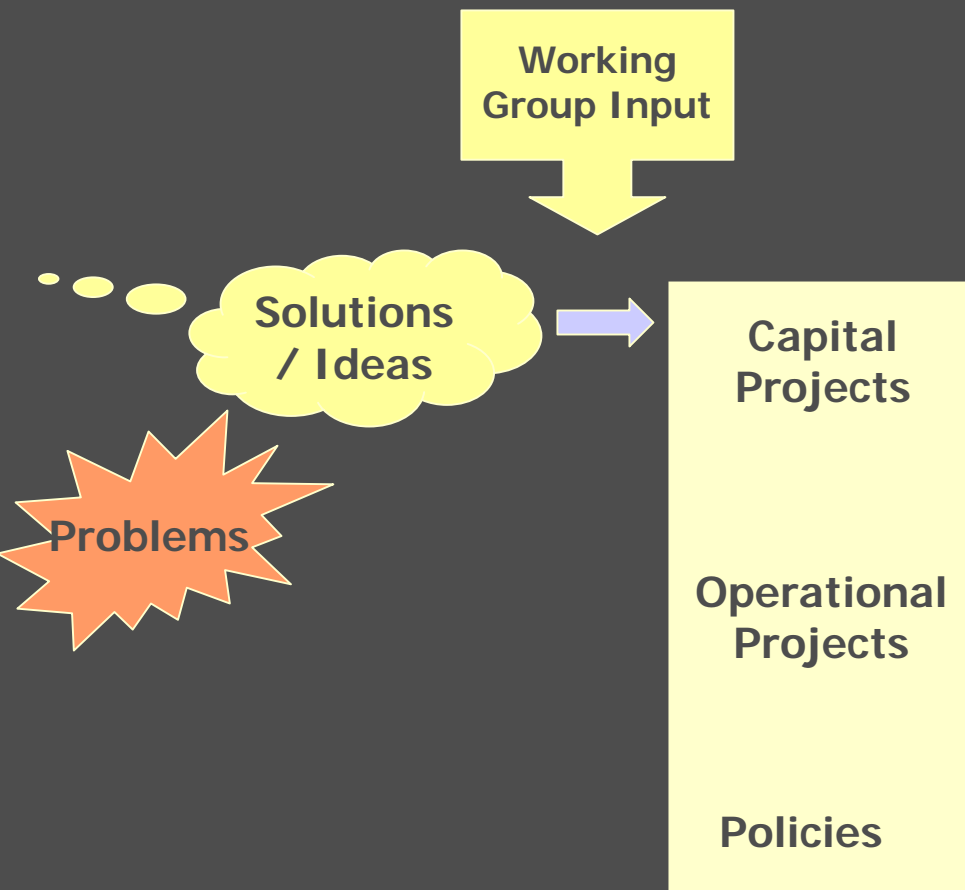 Working
Group Input
Solutions
/ Ideas
Capital
Projects
Problems
Operational
Projects
Policies